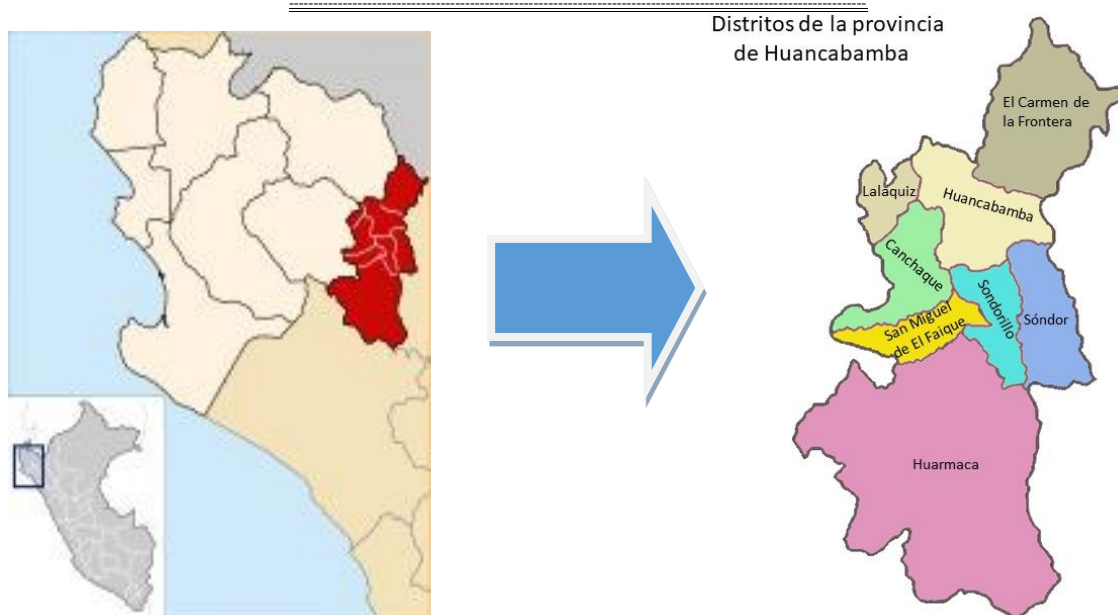 Distritos de la provincia
de Huancabamba
El Carmen de
la Frontera
Lalaquiz
Huancabamba
Canchaque
Sondorillo
Sóndor
San Miguel
de El Faique
Huarmaca